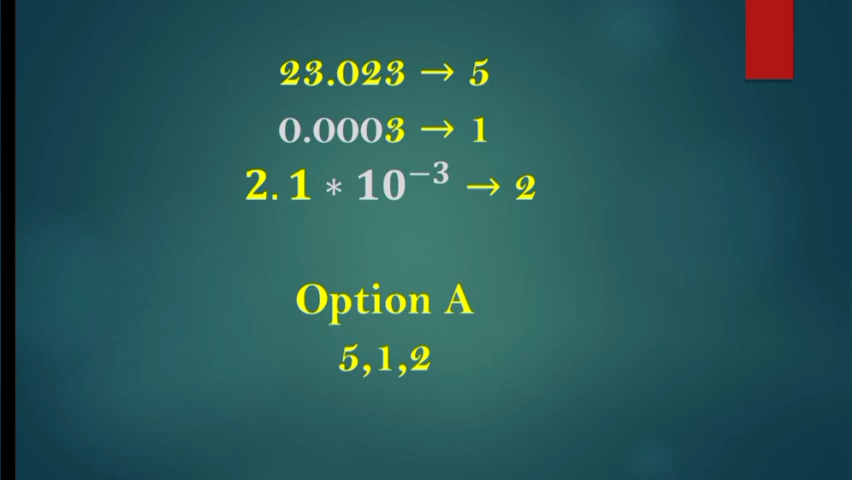 23.023 → 5
0.0003 → 1
2.1 * 10⁻³ → 2
Option A
5,1,2